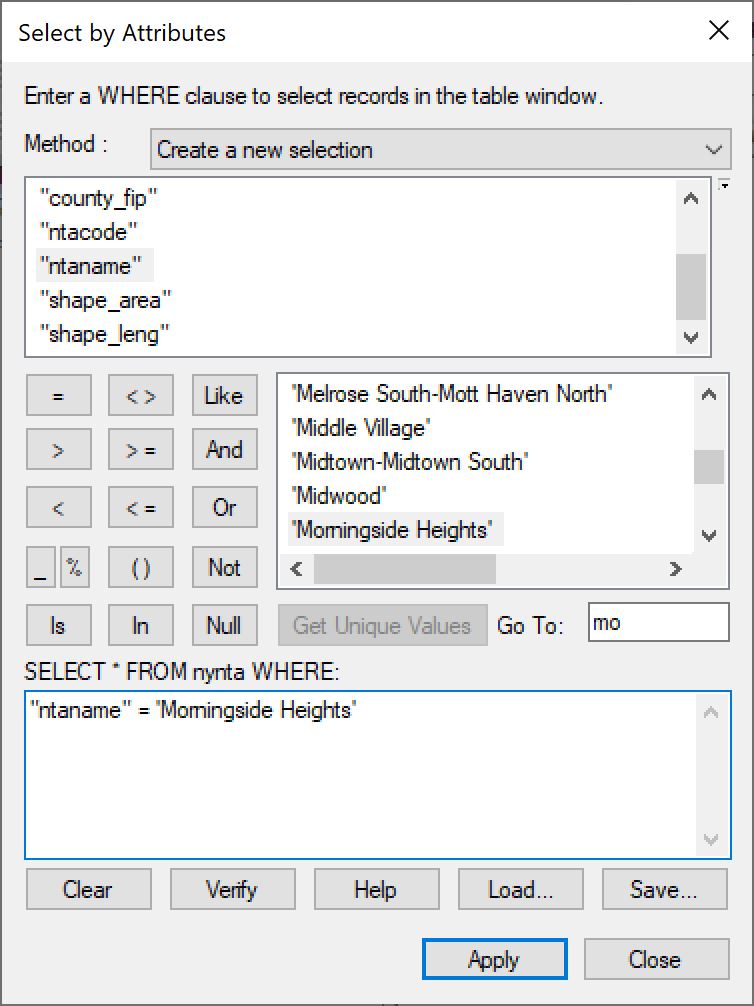 Select by Attributes
Enter a WHERE clause to select records in the table window.
Method :
Create a new selection
"county_fip"
"ntacode"
"ntaname"
"shape_area"
"shape_leng"
= < > Like
> > = And
< < = Or
_ % ( ) Not
Is In Null
'Melrose South-Mott Haven North'
'Middle Village'
'Midtown-Midtown South'
'Midwood'
'Morningside Heights'
Get Unique Values Go To: mo
SELECT * FROM nynta WHERE:
"ntaname" = 'Morningside Heights'
Clear Verify Help Load... Save...
Apply Close